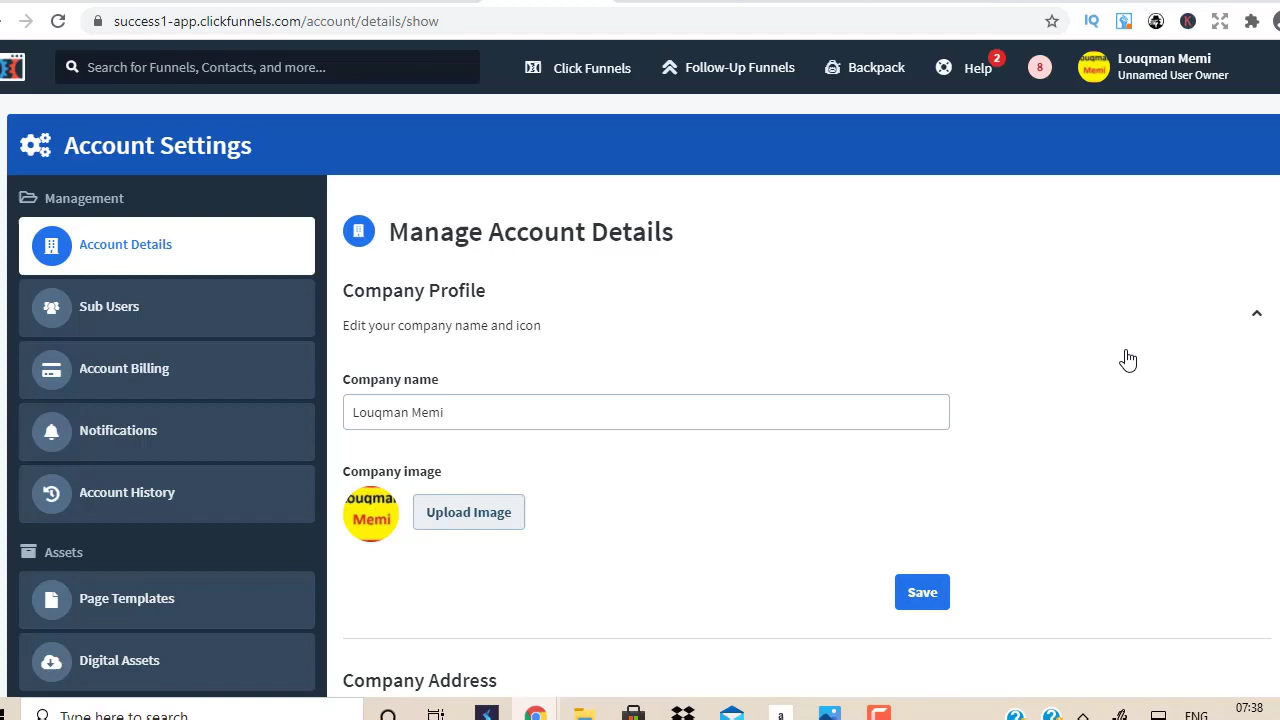 success1-app.clickfunnels.com/account/details/show
IQ
K
Search for Funnels, Contacts, and more...
Click Funnels
Follow-Up Funnels
Backpack
Help
2
8
Louqman Memi
Unnamed User Owner
Account Settings
Management
Account Details
Sub Users
Account Billing
Notifications
Account History
Assets
Page Templates
Digital Assets
Manage Account Details
Company Profile
Edit your company name and icon
Company name
Louqman Memi
Company image
Memi
Upload Image
Save
Company Address
Type here to search
a
ENG
07:38